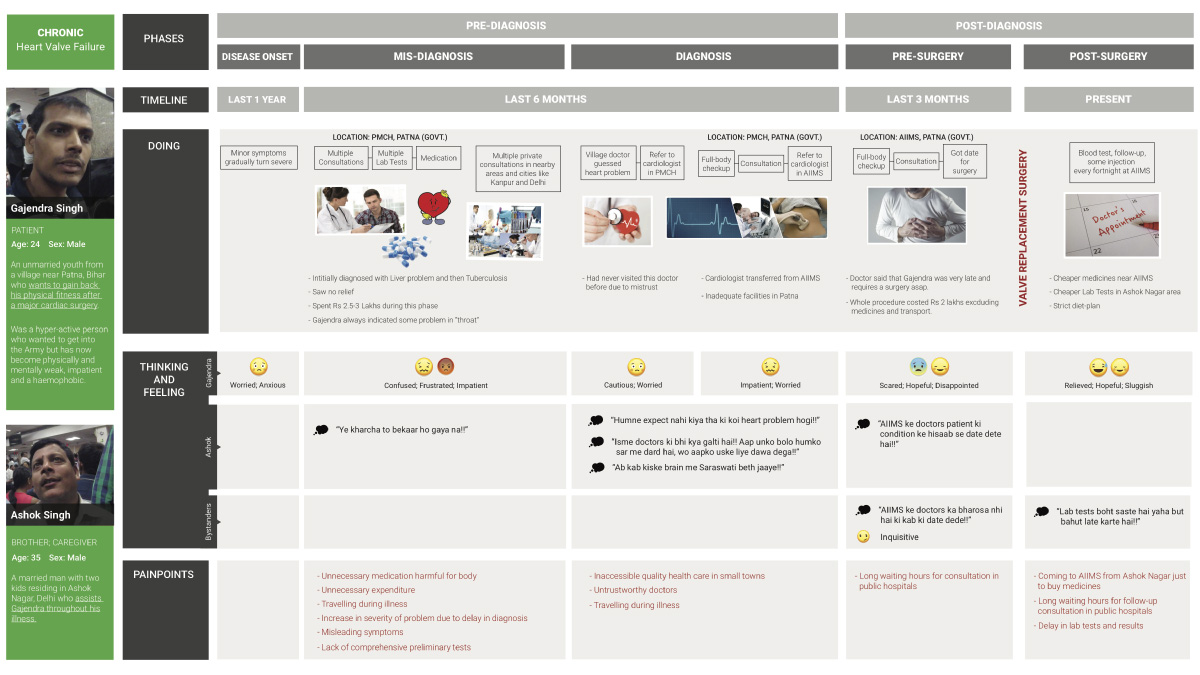 CHRONIC
Heart Valve Failure
PHASES
PRE-DIAGNOSIS
POST-DIAGNOSIS
DISEASE ONSET
MIS-DIAGNOSIS
DIAGNOSIS
PRE-SURGERY
POST-SURGERY
TIMELINE
LAST 1 YEAR
LAST 6 MONTHS
LAST 3 MONTHS
PRESENT
Gajendra Singh
PATIENT
Age: 24 Sex: Male
An unmarried youth from
a village near Patna, Bihar
who wants to gain back
his physical fitness after
a major cardiac surgery.
Was a hyper-active person
who wanted to get into
the Army but has now
become physically and
mentally weak, impatient
and a haemophobic.
Ashok Singh
BROTHER, CAREGIVER
Age: 35 Sex: Male
A married man with two
kids residing in Ashok
Nagar, Delhi who assists
Gajendra throughout his
illness.
DOING
Minor symptoms
gradually turn severe
LOCATION: PMCH, PATNA (GOVT.)
Multiple
Consultations
Multiple
Lab Tests
Medication
Multiple private
consultations in nearby
areas and cities like
Kanpur and Delhi
- Intitially diagnosed with Liver problem and then Tuberculosis
- Saw no relief
- Spent Rs 2.5-3 Lakhs during this phase
- Gajendra always indicated some problem in “throat”
Village doctor
guessed
heart problem
Refer to
cardiologist
in PMCH
- Had never visited this doctor
before due to mistrust
LOCATION: PMCH, PATNA (GOVT.)
Full-body
checkup
Consultation
Refer to
cardiologist
in AIIMS
- Cardiologist transferred from AIIMS
- Inadequate facilities in Patna
LOCATION: AIIMS, PATNA (GOVT.)
Full-body
checkup
Consultation
Got date
for
surgery
- Doctor said that Gajendra was very late and
requires a surgery asap.
- Whole procedure costed Rs 2 lakhs excduding
medicines and transport.
VALVE REPLACEMENT SURGERY
Blood test, follow-up,
some injection
every fortnight at AIIMS
15
16
Doctor's
Appointment
22
23
- Cheaper medicines near AIIMS
- Cheaper Lab Tests in Ashok Nagar area
- Strict diet-plan
THINKING
AND
FEELING
Gajendra
Worried; Anxious
Confused; Frustrated; Impatient
Cautious; Worried
Impatient; Worried
Scared; Hopeful; Disappointed
Relieved; Hopeful; Sluggish
Ashok
“Ye kharcha to bekaar ho gaya na!!”
“Humne expect nahi kiya tha ki koi heart problem hogi!!”
“Isme doctors ki bhi kya galti hai!! Aap unko bolo humko
sar me dard hai, wo aapko uske liye dawa dega!!”
“Ab kab kiske brain me Saraswati beth jaaye!!”
“AIIMS ke doctors patient ki
condition ke hisaab se date dete
hai!!
Bystanders
“AIIMS ke doctors ka bharosa nhi
hai ki kab ki date dede!!”
Inquisitive
“Lab tests boht saste hai yaha but
bahut late karte hai!!”
PAINPOINTS
- Unnecessary medication harmful for body
- Unnecessary expenditure
- Travelling during illness
- Increase in severity of problem due to delay in diagnosis
- Misleading symptoms
- Lack of comprehensive preliminary tests
- Inaccessible quality health care in small towns
- Untrustworthy doctors
- Travelling during illness
- Long waiting hours for consultation in
public hospitals
- Coming to AIIMS from Ashok Nagar just
to buy medicines
- Long waiting hours for follow-up
consultation in public hospitals
- Delay in lab tests and results